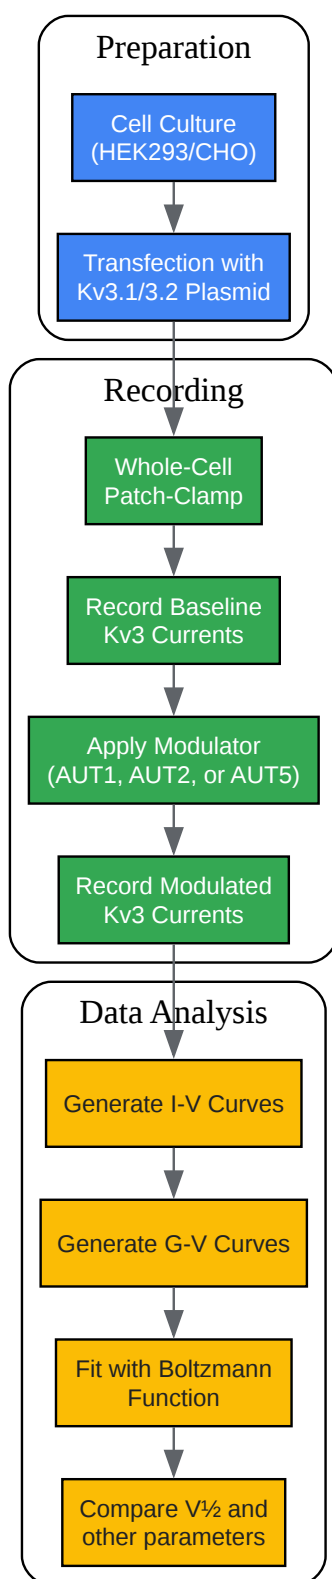 Preparation
Cell Culture
(HEK293/CHO)
Transfection with
Kv3.1/3.2 Plasmid
Recording
Whole-Cell
Patch-Clamp
Record Baseline
Kv3 Currents
Apply Modulator
(AUT1, AUT2, or AUT5)
Record Modulated
Kv3 Currents
Data Analysis
Generate I-V Curves
Generate G-V Curves
Fit with Boltzmann
Function
Compare V½ and
other parameters